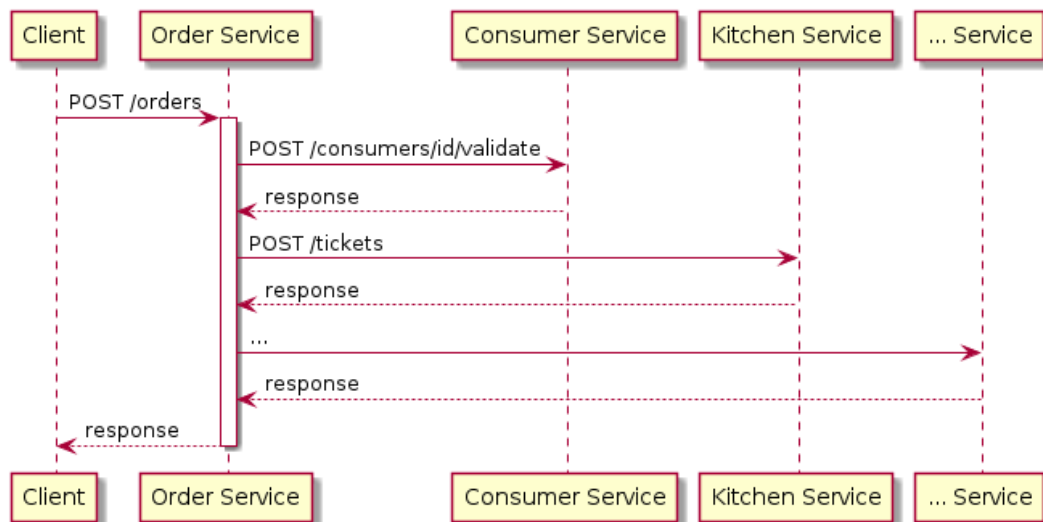 Client Order Service Consumer Service Kitchen Service ... Service
POST /orders
POST /consumers/id/validate
response
POST /tickets
response
...
response
response
Client Order Service Consumer Service Kitchen Service ... Service